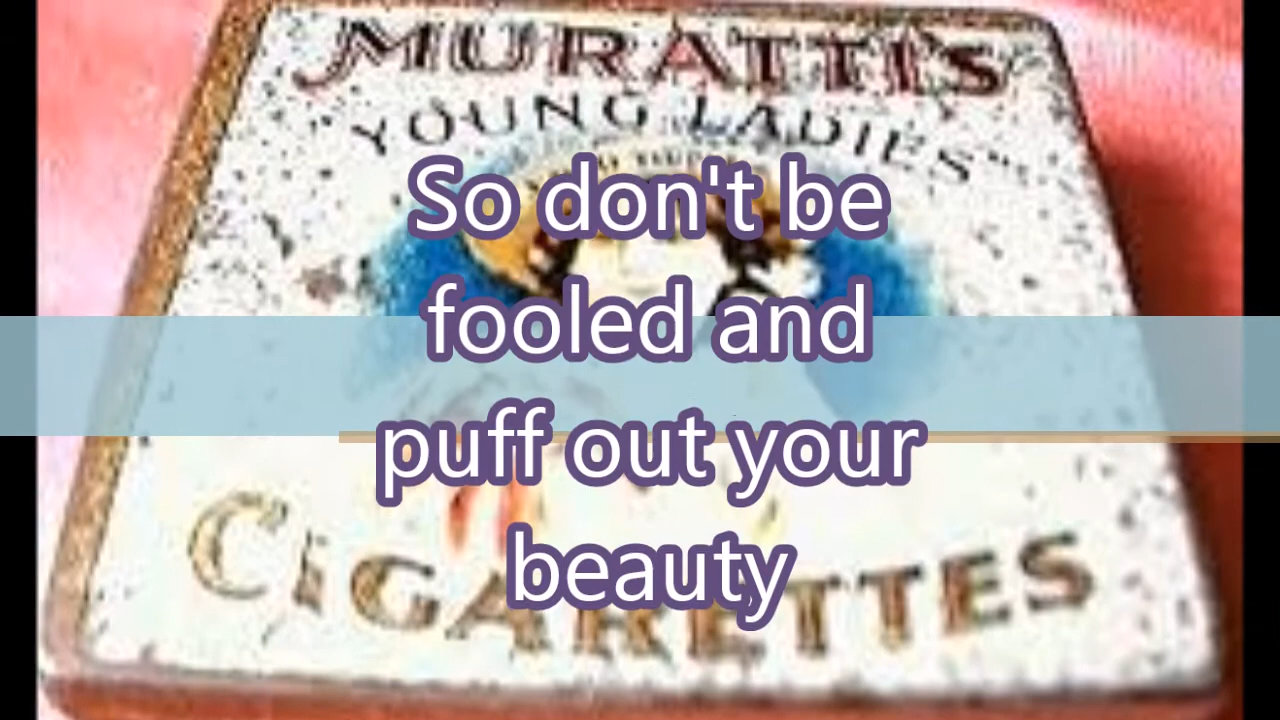 MURATTI'S
"YOUNG LADIES"
So don't be
fooled and
puff out your
beauty
CIGARETTES